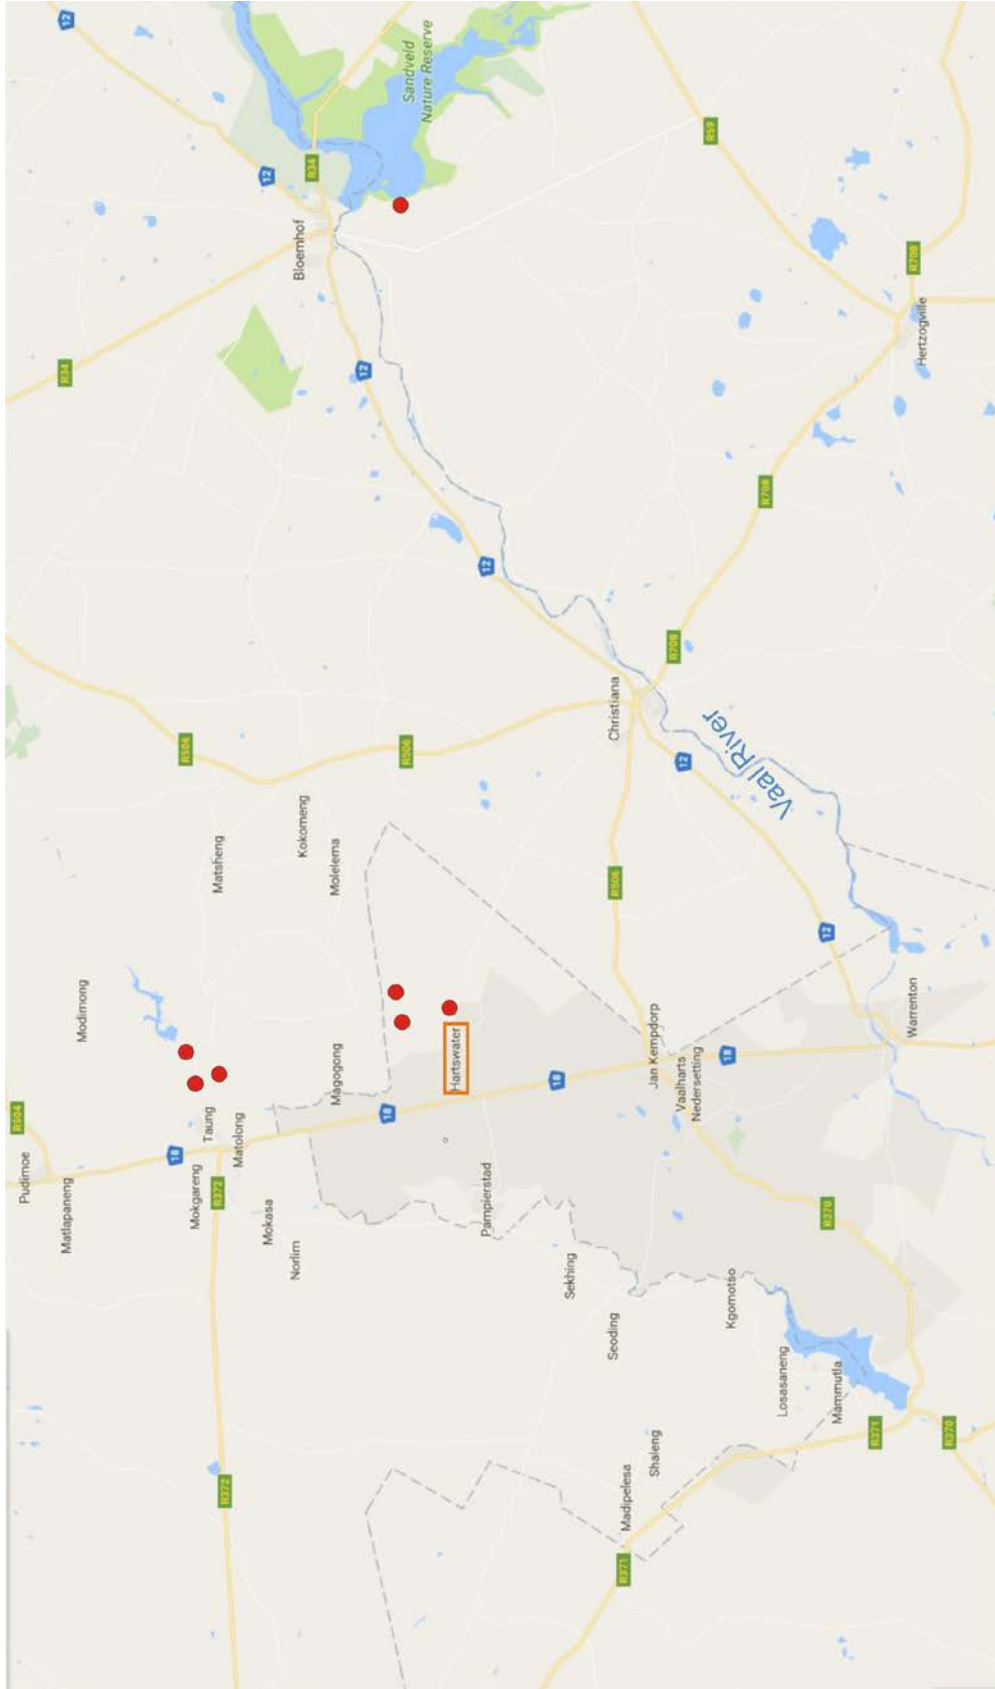 Pudimoe
R504
12
Matlapaneng
R34
Modimong
18
R506
Mokgareng
Taung
R372
R372
Matolong
Matsheng
12
Mokasa
Norlim
Kokomeng
Bloemhof
R34
Magogong
Molelema
12
18
R506
Sandveld
Nature Reserve
Hartswater
Pampierstad
12
18
Sekhing
Seoding
R506
Christiana
R371
Madipelesa
Shaleng
Jan Kempdorp
R708
Vaalharts
Nedersetting
12
R59
Kgomotso
18
Vaal River
R708
Losasaneng
Mammutla
R370
12
R371
Warrenton
R708
Hertzogville
R370